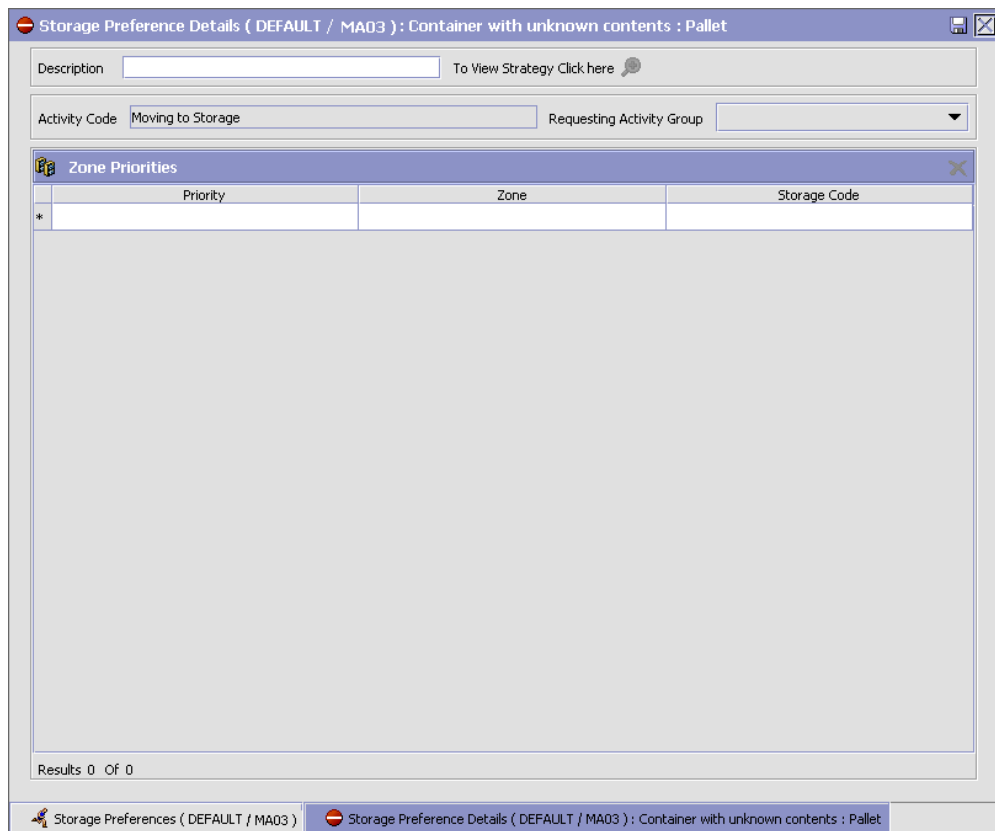 Storage Preference Details ( DEFAULT / MA03 ) : Container with unknown contents : Pallet
Description To View Strategy Click here
Activity Code Moving to Storage Requesting Activity Group
Zone Priorities
Priority Zone Storage Code
*
Results 0 Of 0
Storage Preferences ( DEFAULT / MA03 ) Storage Preference Details ( DEFAULT / MA03 ) : Container with unknown contents : Pallet